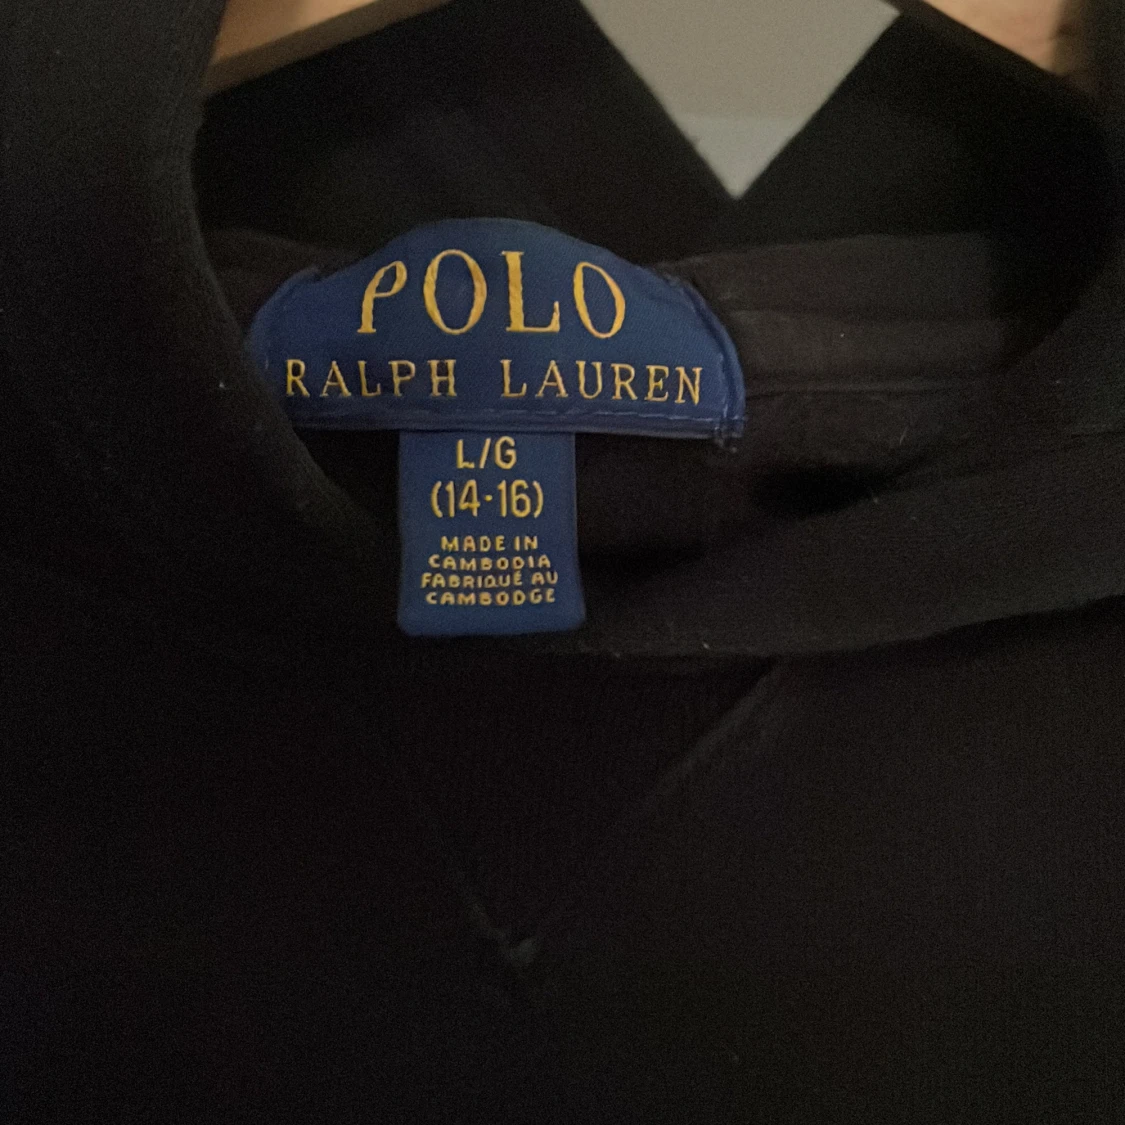 POLO
RALPH LAUREN
L/G
(14-16)
MADE IN
CAMBODIA
FABRIQUÉ AU
CAMBODGE